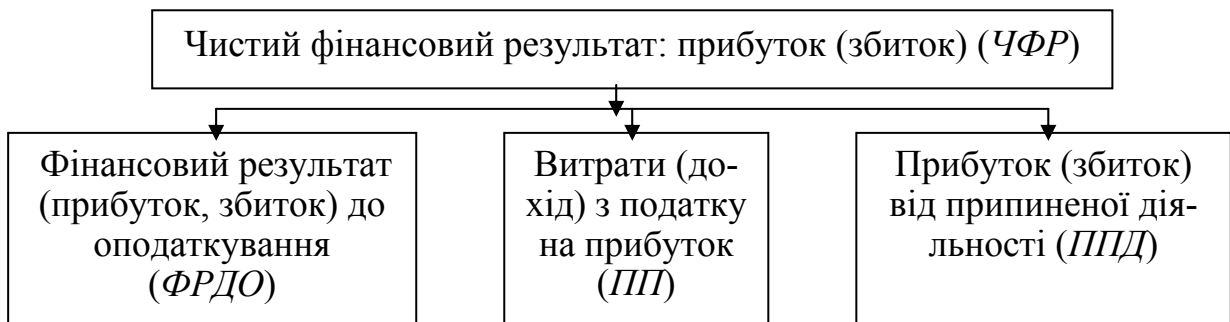 Чистий фінансовий результат: прибуток (збиток) (ЧФР)
Фінансовий результат
(прибуток, збиток) до
оподаткування
(ФРДО)
Витрати (до-
хід) з податку
на прибуток
(ПП)
Прибуток (збиток)
від припиненої дія-
льності (ППД)